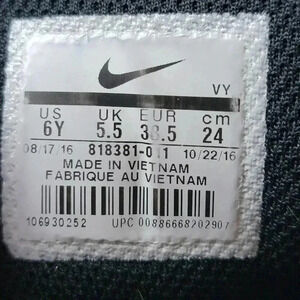 VY
US UK EUR cm
6Y 5.5 38.5 24
08/17/16 818381-011 10/22/16
MADE IN VIETNAM
FABRIQUE AU VIETNAM
106930252 UPC 00886668202907